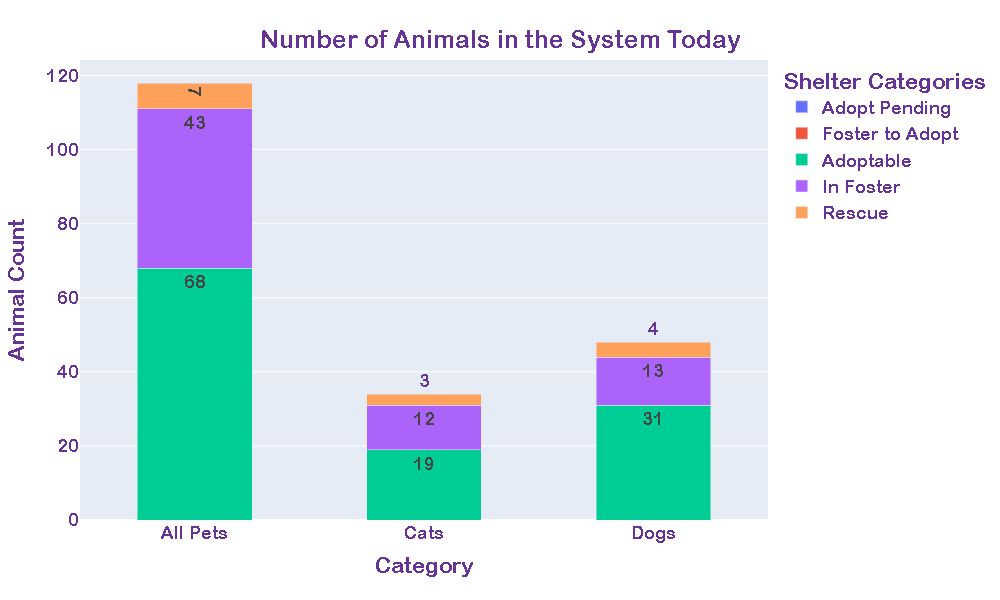 Number of Animals in the System Today
Shelter Categories
Adopt Pending
Foster to Adopt
Adoptable
In Foster
Rescue
Animal Count
120
100
80
60
40
20
0
7
43
68
3
12
19
4
13
31
All Pets
Cats
Dogs
Category